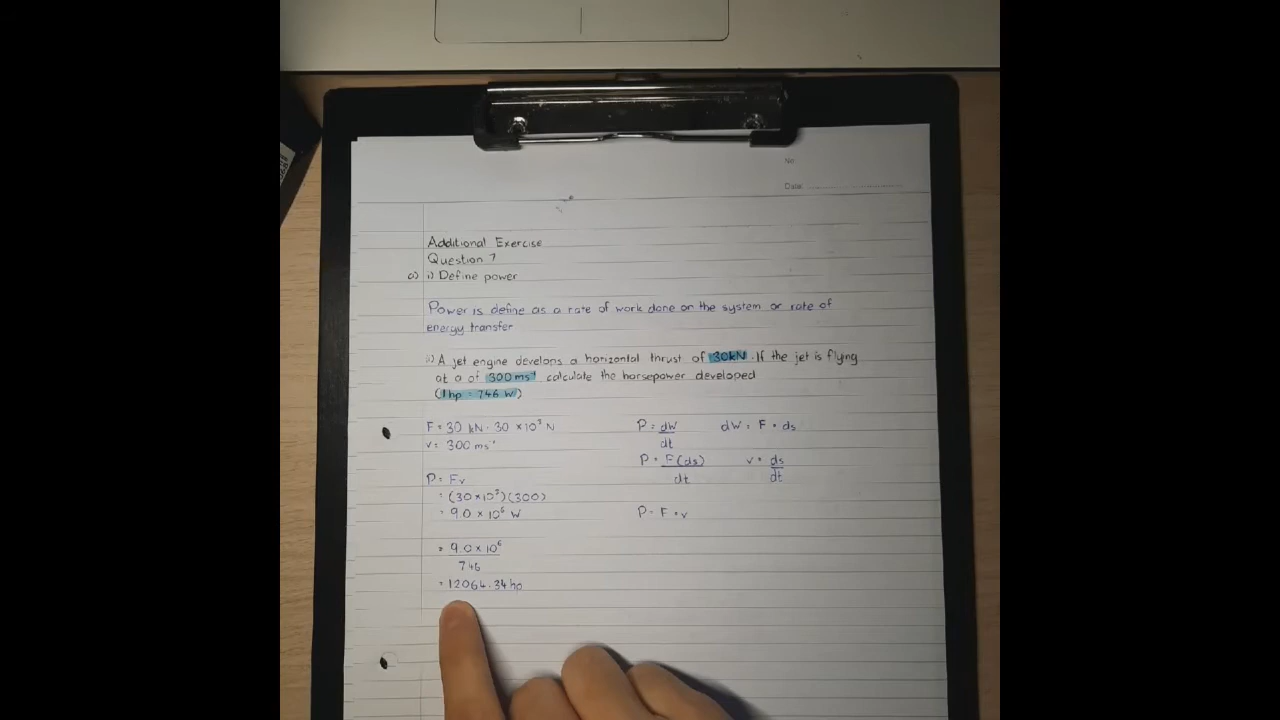 No:
Date:
Additional Exercise
Question 7
a) i) Define power
Power is define as a rate of work done on the system or rate of
energy transfer
ii) A jet engine develops a horizontal thrust of 30kN. If the jet is flying
at a of 300ms⁻¹ calculate the horsepower developed
(1hp = 746 W)
F = 30 kN = 30 × 10³ N
v = 300 ms⁻¹
P = Fv
= (30×10³)(300)
= 9.0 × 10⁶ W
= 9.0 × 10⁶
746
= 12064.34 hp
P = dW
dt
dW = F · ds
P = F(ds)
dt
v = ds
dt
P = F · v